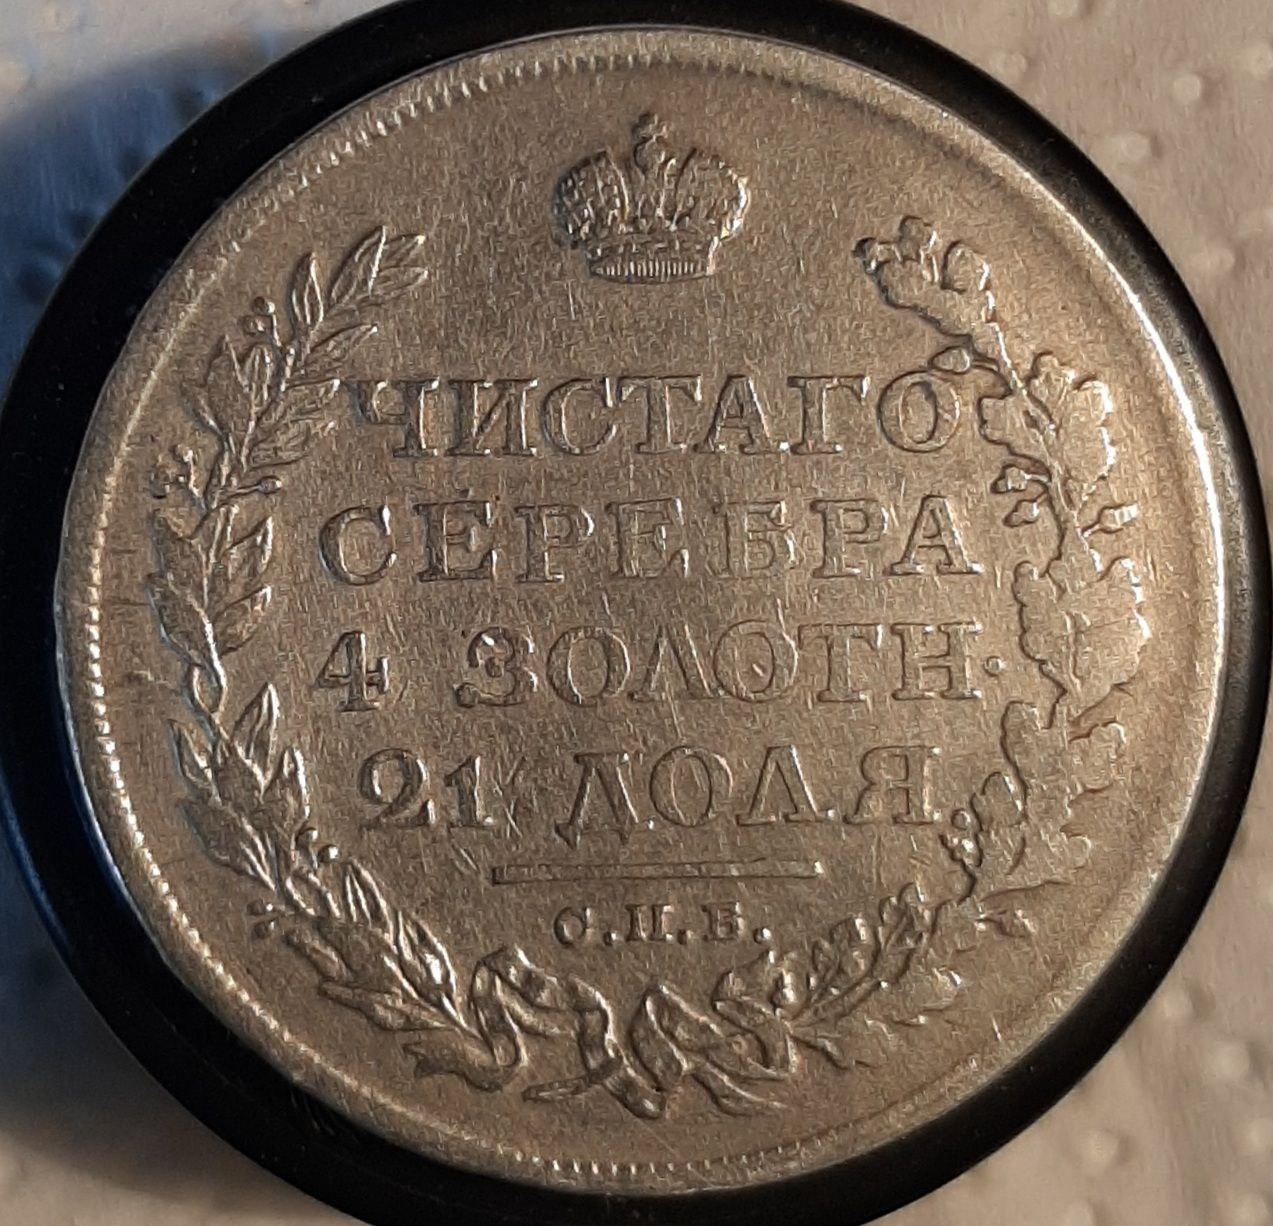 ЧИСТАГО
СЕРЕБРА
4 ЗОЛОТН.
21 ДОЛЯ
С.П.Б.